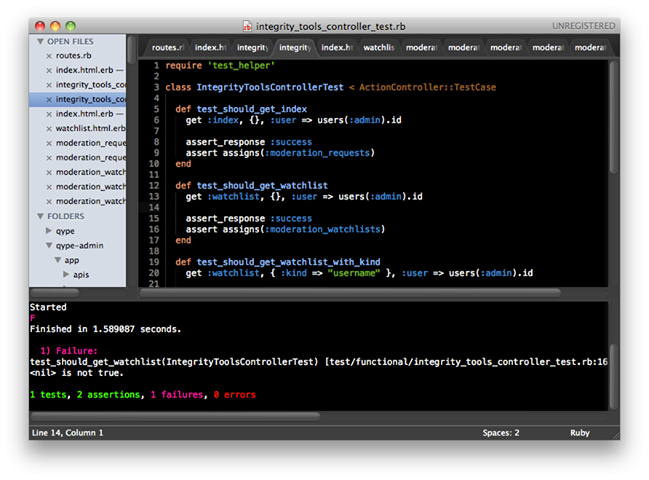 integrity_tools_controller_test.rb
UNREGISTERED
OPEN FILES
routes.rb
index.html.erb —
integrity_tools_co
integrity_tools_co
index.html.erb —
watchlist.html.erb
moderation_reque
moderation_reque
moderation_watch
moderation_watch
FOLDERS
qype
qype-admin
app
apis
routes.rl index.ht integrity integrity index.ht watchlis moderat moderat moderat moderat moderat
1 require 'test_helper'
2
3 class IntegrityToolsControllerTest < ActionController::TestCase
4
5 def test_should_get_index
6 get :index, {}, :user => users(:admin).id
7
8 assert_response :success
9 assert assigns(:moderation_requests)
10 end
11
12 def test_should_get_watchlist
13 get :watchlist, {}, :user => users(:admin).id
14
15 assert_response :success
16 assert assigns(:moderation_watchlists)
17 end
18
19 def test_should_get_watchlist_with_kind
20 get :watchlist, { :kind => "username" }, :user => users(:admin).id
21
Started
F
Finished in 1.589087 seconds.
1) Failure:
test_should_get_watchlist(IntegrityToolsControllerTest) [test/functional/integrity_tools_controller_test.rb:16
<nil> is not true.
1 tests, 2 assertions, 1 failures, 0 errors
Line 14, Column 1
Spaces: 2
Ruby